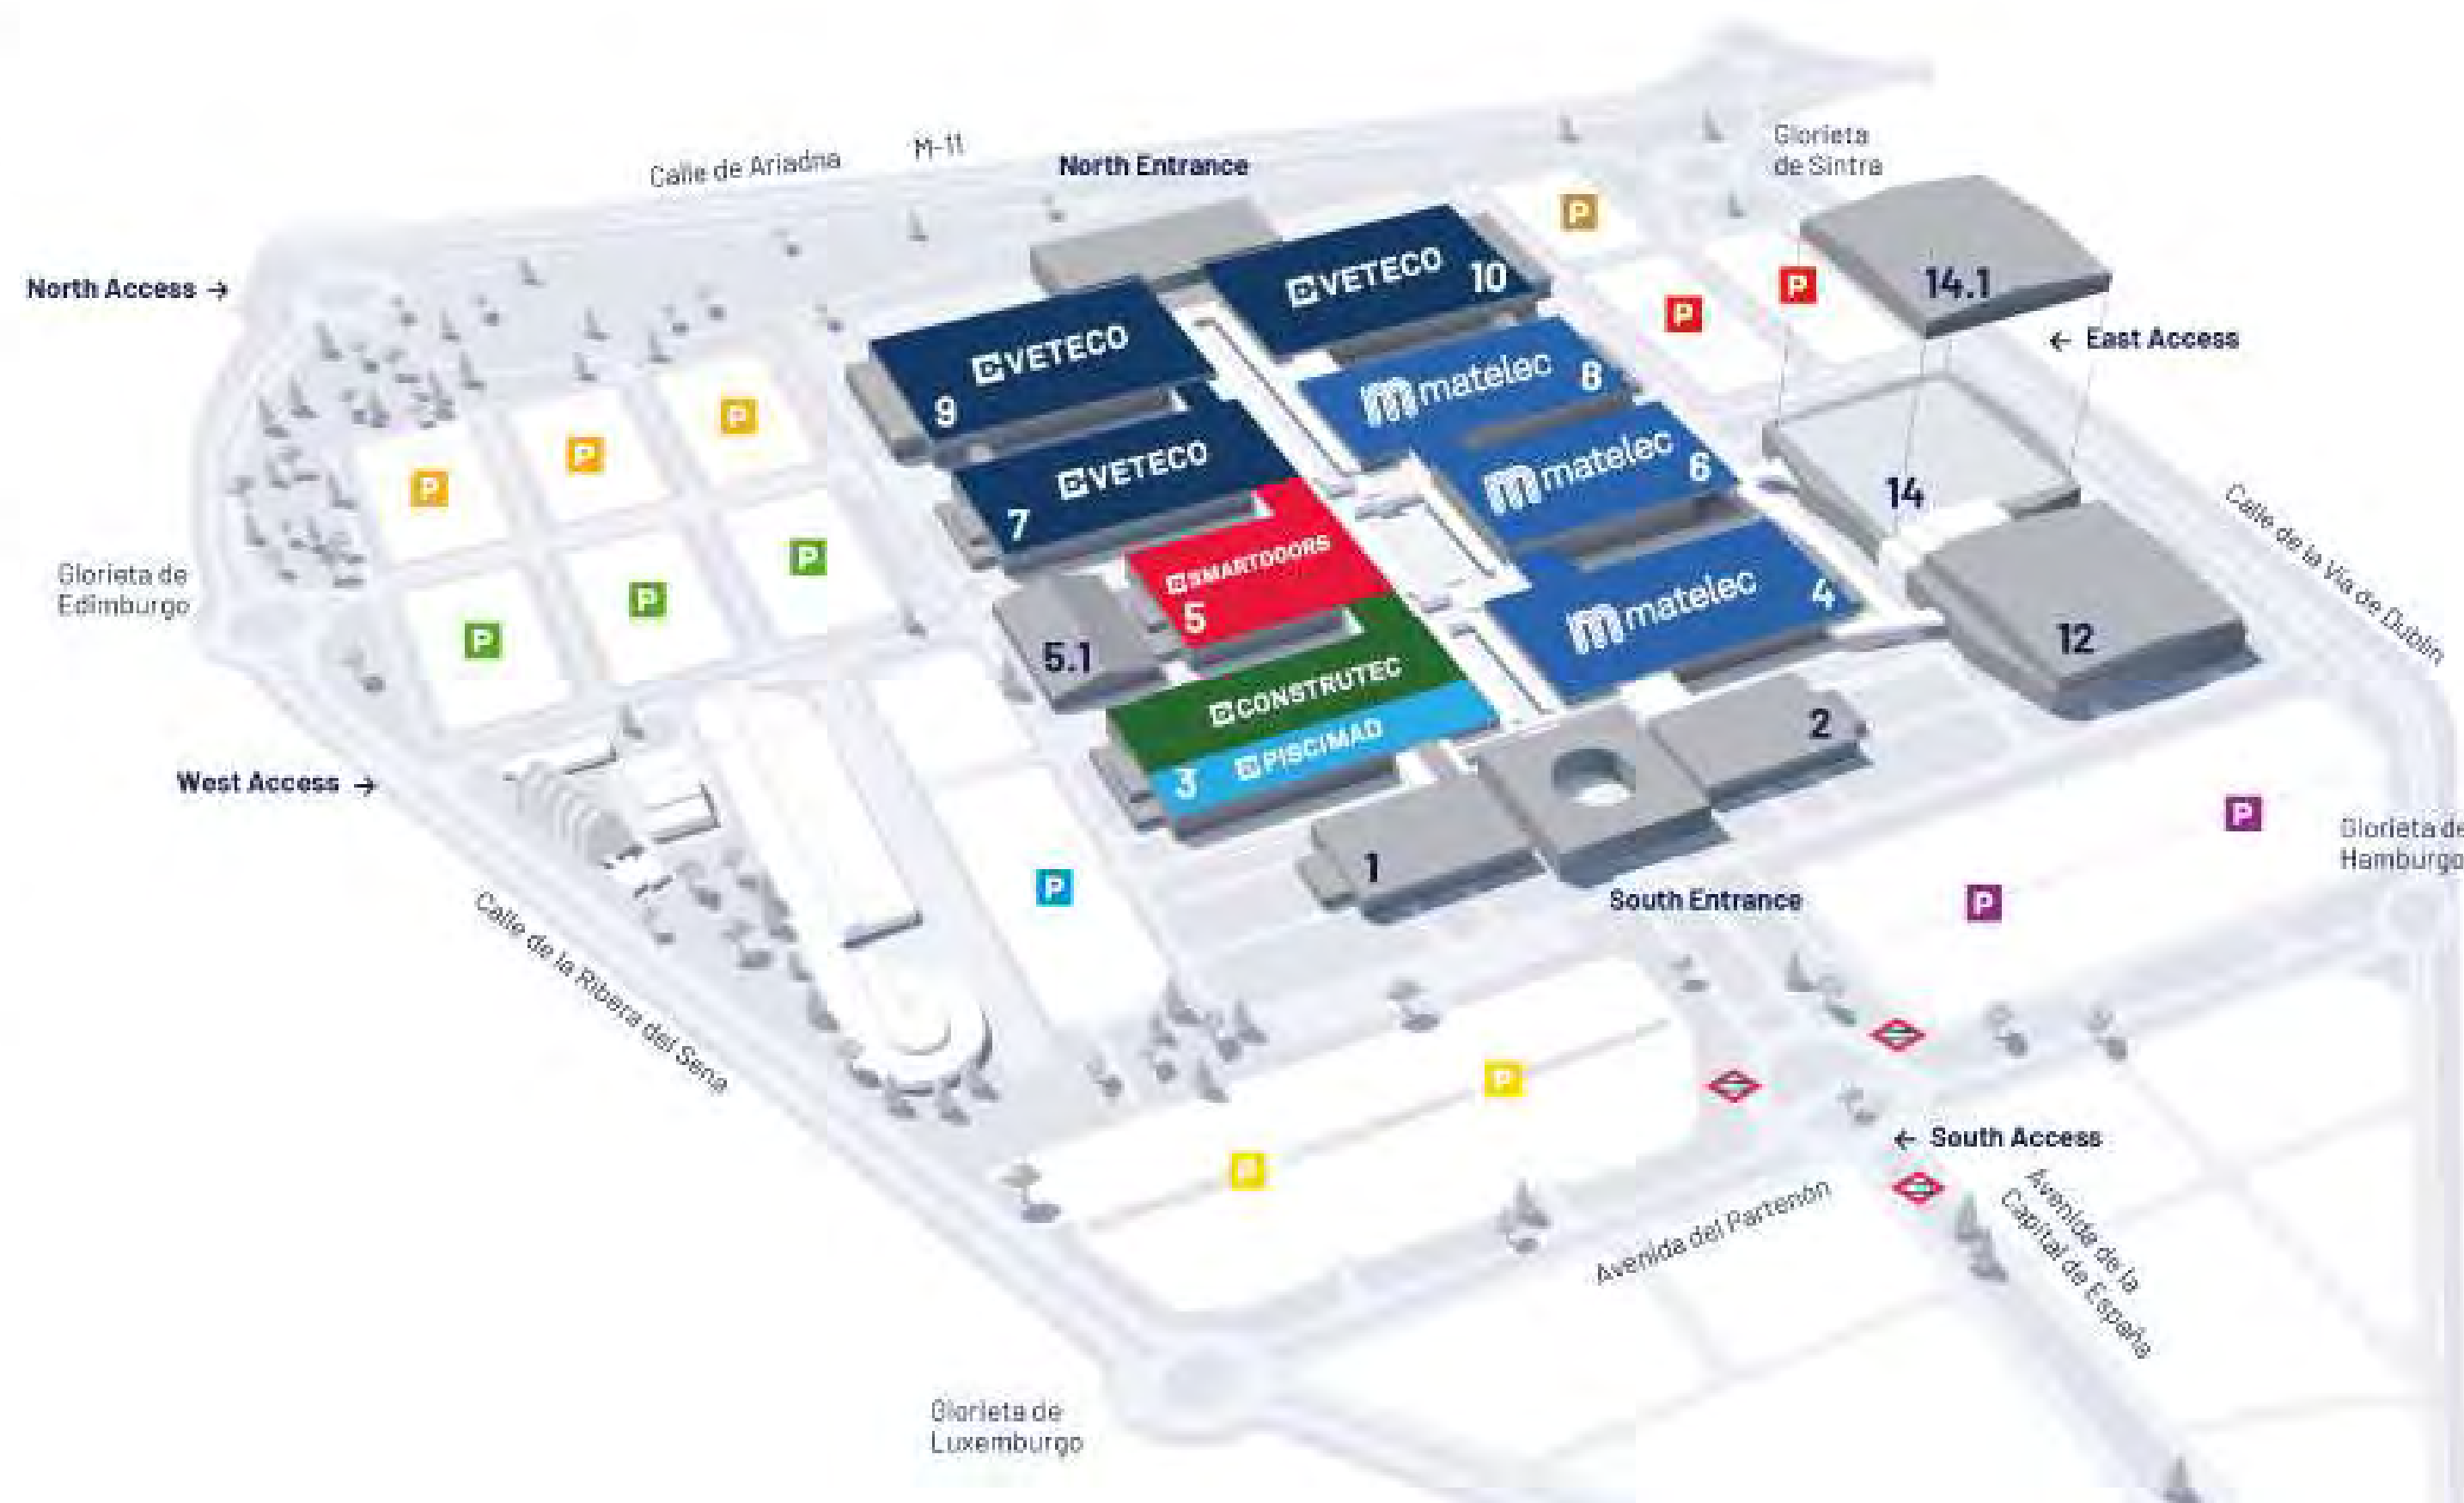 Calle de Ariadna
M-11
North Entrance
Glorieta
de Sintra
P
North Access →
VETECO
10
P
P
14.1
← East Access
VETECO
9
matelec
8
P
P
P
VETECO
7
matelec
6
14
Calle de la Vía de Dublín
Glorieta de
Edimburgo
P
P
P
SMARTDOORS
5
matelec
4
5.1
12
CONSTRUTEC
PISCIMAD
3
2
West Access →
P
Glorieta de
Hamburgo
1
P
South Entrance
P
Calle de la Ribera del Sena
P
P
← South Access
Avenida del Partenón
Avenida de la
Capital de España
Glorieta de
Luxemburgo